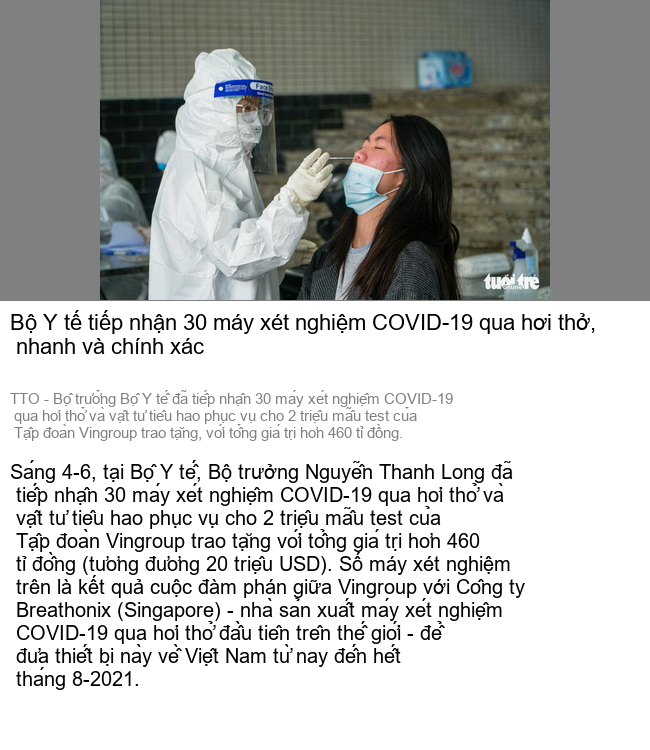 Face Shield
tuổi trẻ
ONLINE
Bộ Y tế tiếp nhận 30 máy xét nghiệm COVID-19 qua hơi thở,
nhanh và chính xác
TTO - Bộ trưởng Bộ Y tế đã tiếp nhận 30 máy xét nghiệm COVID-19
qua hơi thở và vật tư tiêu hao phục vụ cho 2 triệu mẫu test của
Tập đoàn Vingroup trao tặng, với tổng giá trị hơn 460 tỉ đồng.
Sáng 4-6, tại Bộ Y tế, Bộ trưởng Nguyễn Thanh Long đã
tiếp nhận 30 máy xét nghiệm COVID-19 qua hơi thở và
vật tư tiêu hao phục vụ cho 2 triệu mẫu test của
Tập đoàn Vingroup trao tặng với tổng giá trị hơn 460
tỉ đồng (tương đương 20 triệu USD). Số máy xét nghiệm
trên là kết quả cuộc đàm phán giữa Vingroup với Công ty
Breathonix (Singapore) - nhà sản xuất máy xét nghiệm
COVID-19 qua hơi thở đầu tiên trên thế giới - để
đưa thiết bị này về Việt Nam từ nay đến hết
tháng 8-2021.